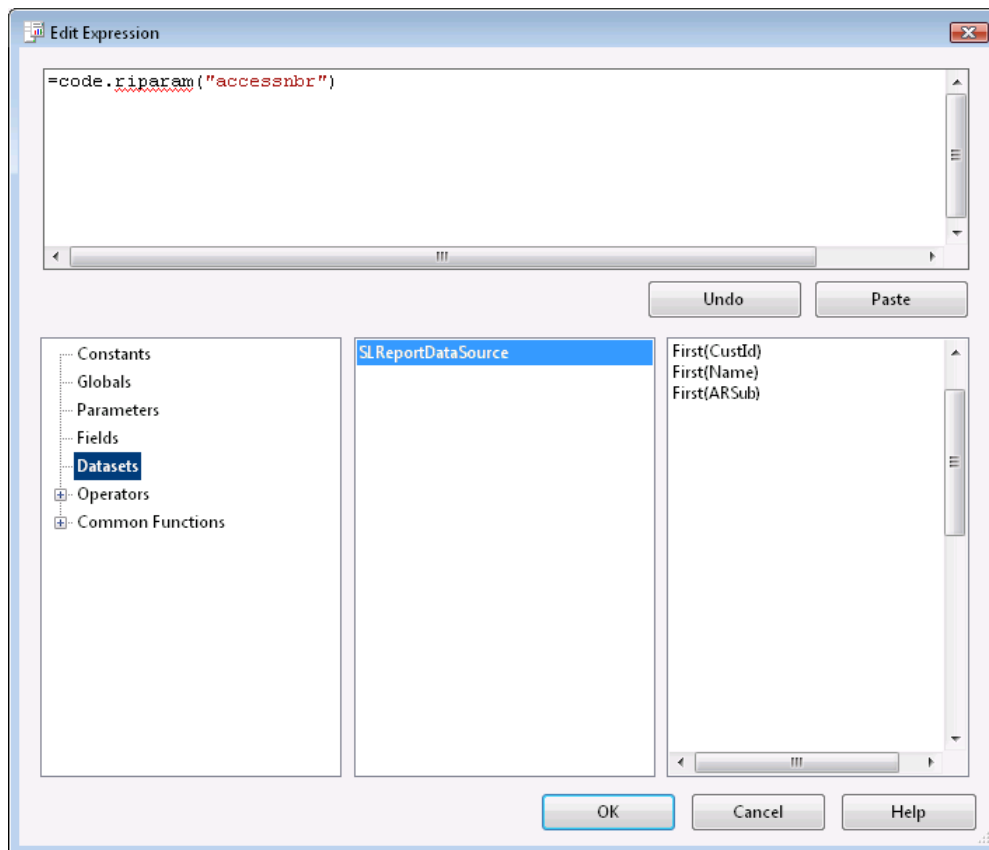 Edit Expression
=code.riparam("accessnbr")
Undo
Paste
Constants
Globals
Parameters
Fields
Datasets
Operators
Common Functions
SLReportDataSource
First(CustId)
First(Name)
First(ARSub)
OK
Cancel
Help